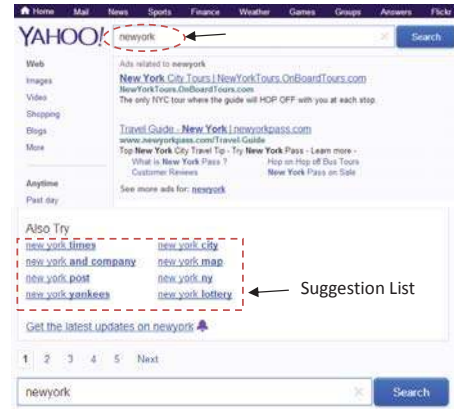 Home Mail News Sports Finance Weather Games Groups Answers Flickr
YAHOO! newyork × Search
Web
Images
Video
Shopping
Blogs
More
Anytime
Past day
Ads related to newyork
New York City Tours | NewYorkTours.OnBoardTours.com
NewYorkTours.OnBoardTours.com
The only NYC tour where the guide will HOP OFF with you at each stop.
Travel Guide - New York | newyorkpass.com
www.newyorkpass.com/Travel-Guide
Top New York City Travel Tip - Try New York Pass - Learn more -
What is New York Pass ? Hop on Hop off Bus Tours
Customer Reviews New York Pass on Sale
See more ads for: newyork
Also Try
new york times new york city
new york and company new york map
new york post new york ny
new york yankees new york lottery
Suggestion List
Get the latest updates on newyork
1 2 3 4 5 Next
newyork × Search